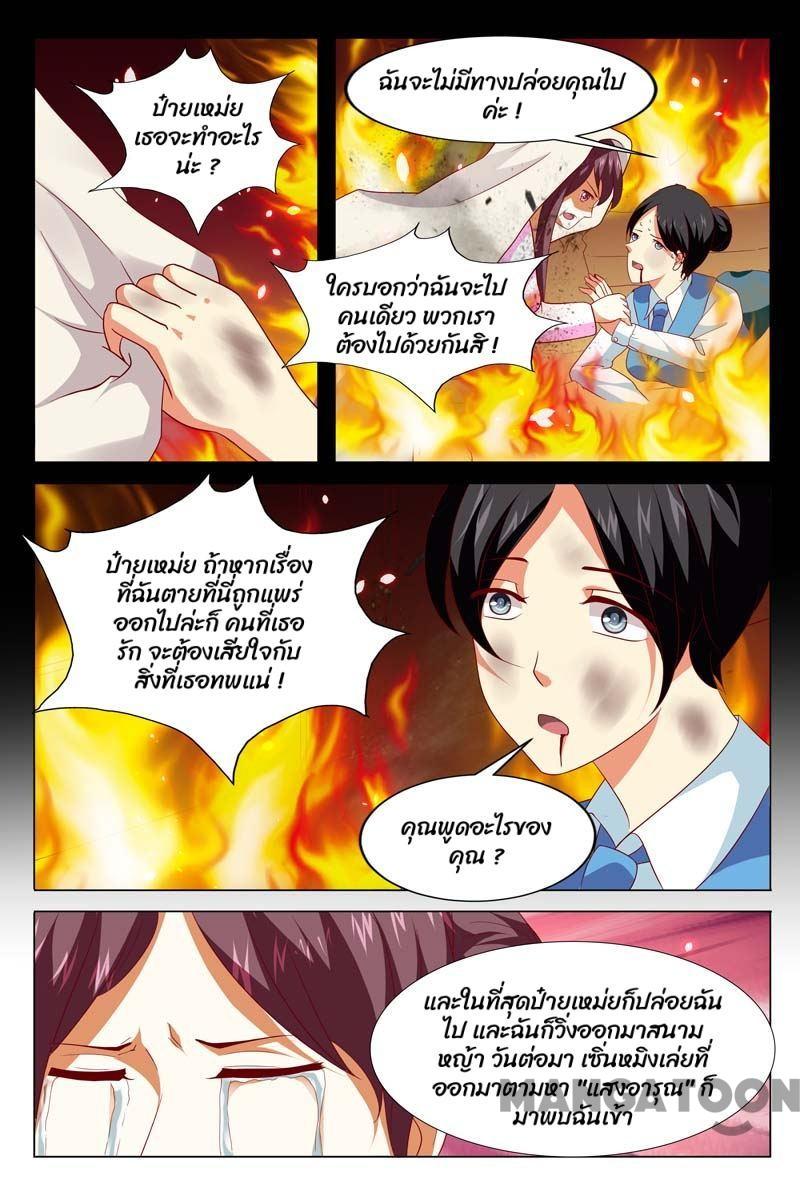 ป๋ายเหม่ย
เธอจะทำอะไร
น่ะ ?
ฉันจะไม่มีทางปล่อยคุณไป
ค่ะ !
ใครบอกว่าฉันจะไป
คนเดียว พวกเรา
ต้องไปด้วยกันสิ !
ป๋ายเหม่ย ถ้าหากเรื่อง
ที่ฉันตายที่นี่ถูกแพร่
ออกไปล่ะก็ คนที่เธอ
รัก จะต้องเสียใจกับ
สิ่งที่เธอทพแน่ !
คุณพูดอะไรของ
คุณ ?
และในที่สุดป๋ายเหม่ยก็ปล่อยฉัน
ไป และฉันก็วิ่งออกมาสนาม
หญ้า วันต่อมา เซิ่นหมิงเล่ยที่
ออกมาตามหา "แสงอารุณ" ก็
มาพบฉันเข้า
MANGATOON